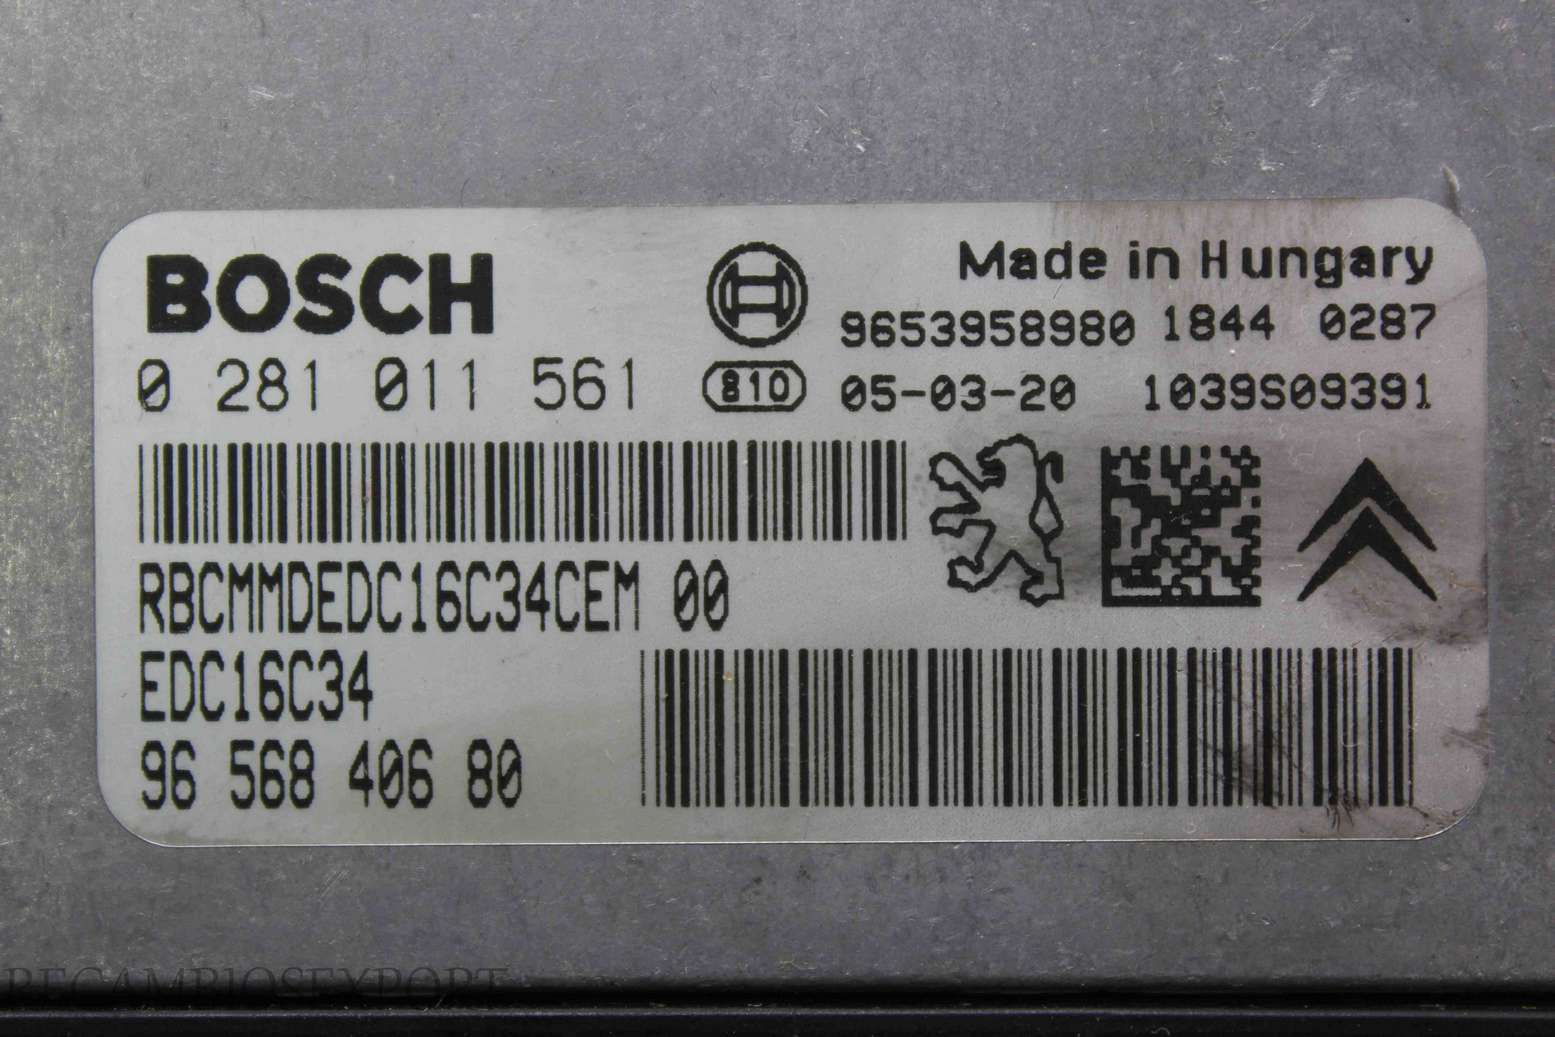 BOSCH
Made in Hungary
9653958980 1844 0287
0 281 011 561
810
05-03-20 1039S09391
RBCMMDEDC16C34CEM 00
EDC16C34
96 568 406 80
RECAMBIOSEXPORT